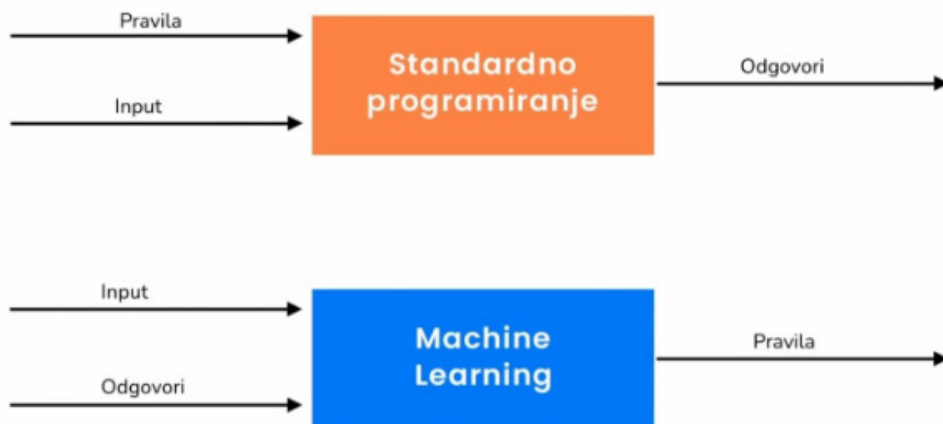 Pravila
Input
Standardno
programiranje
Odgovori
Input
Odgovori
Machine
Learning
Pravila